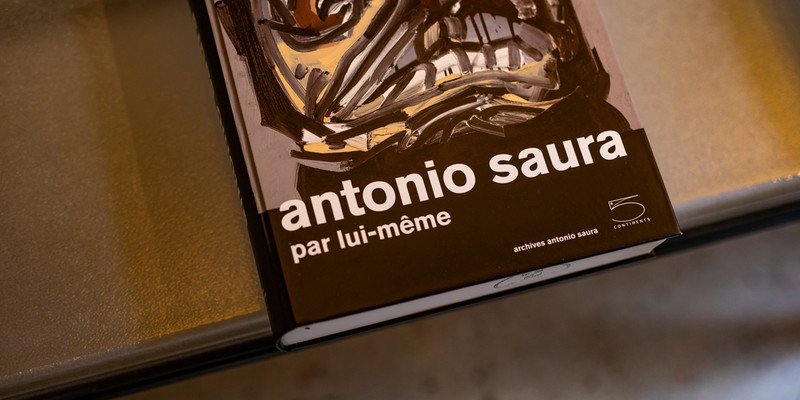 antonio saura
par lui-même
archives antonio saura
5
CONTINENTS